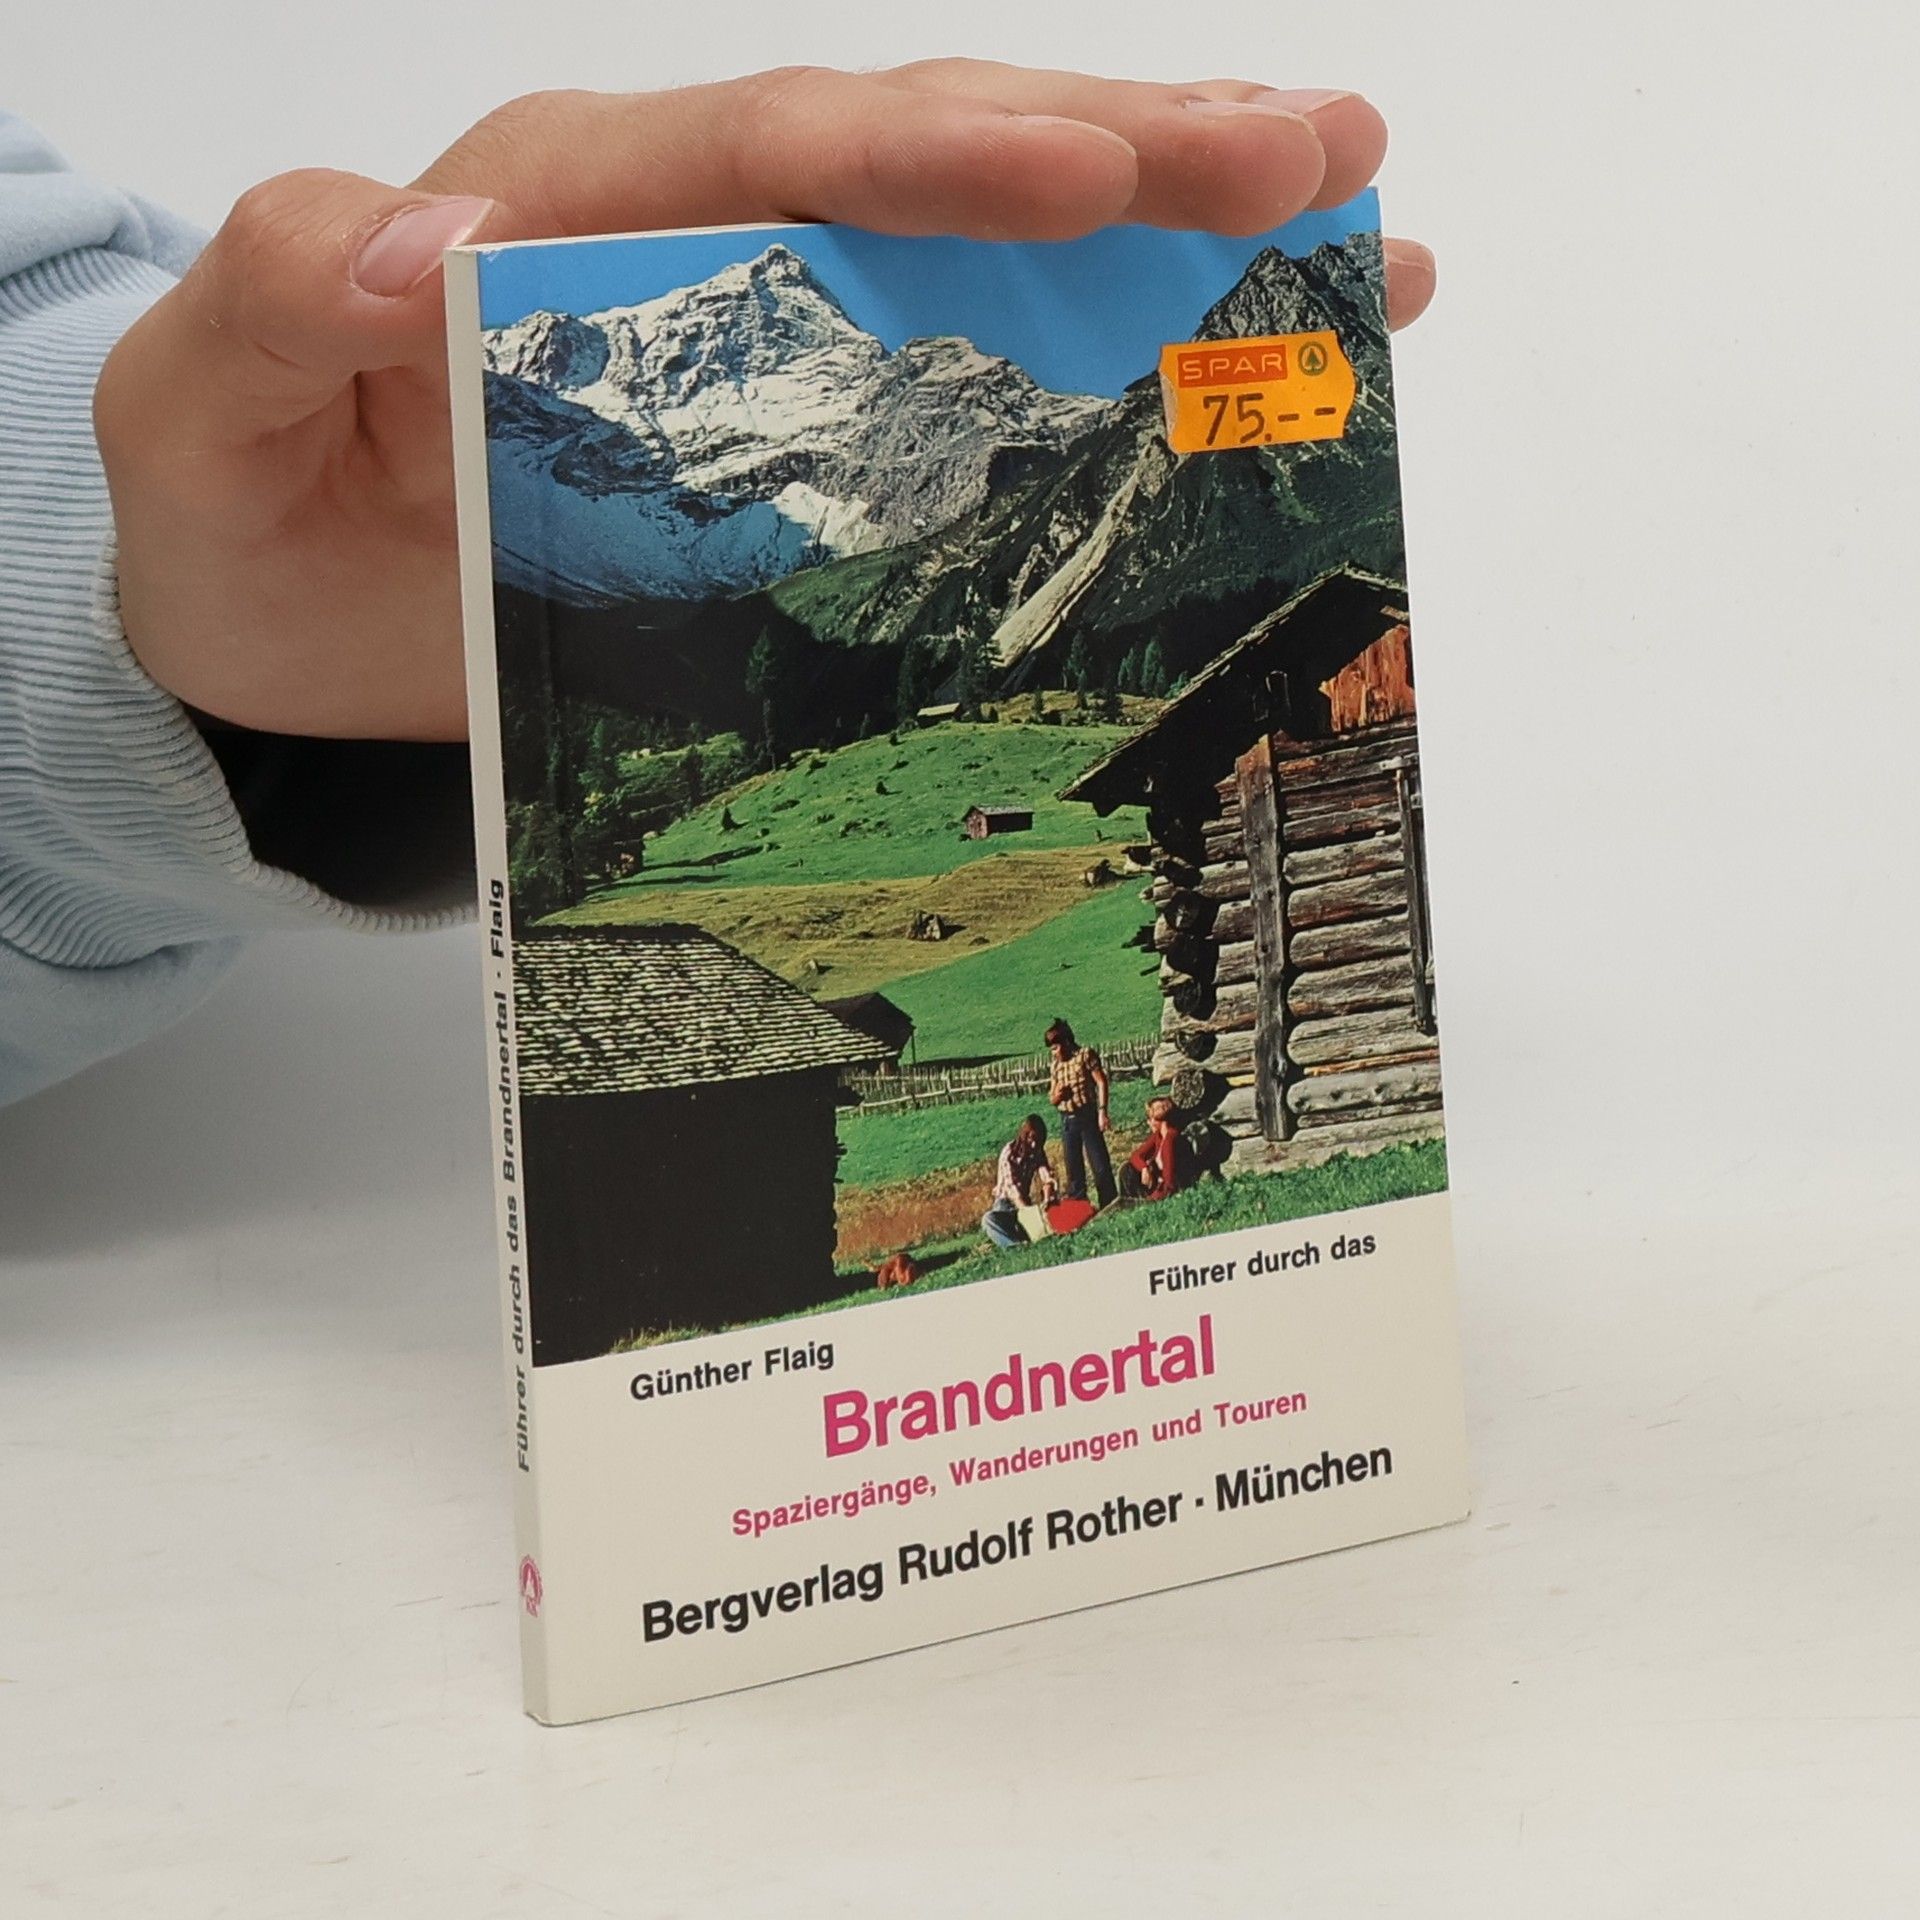 SPAR
75.--
Führer durch das
Günther Flaig
Brandnertal
Spaziergänge, Wanderungen und Touren
Bergverlag Rudolf Rother · München
Führer durch das Brandnertal · Flaig